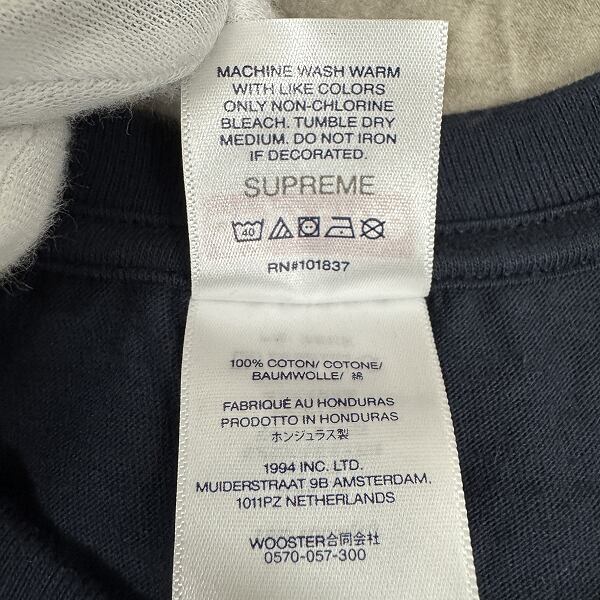 MACHINE WASH WARM
WITH LIKE COLORS
ONLY NON-CHLORINE
BLEACH. TUMBLE DRY
MEDIUM. DO NOT IRON
IF DECORATED.
SUPREME
40
RN#101837
100% COTON/ COTONE/
BAUMWOLLE/ 綿
FABRIQUÉ AU HONDURAS
PRODOTTO IN HONDURAS
ホンジュラス製
1994 INC. LTD.
MUIDERSTRAAT 9B AMSTERDAM.
1011PZ NETHERLANDS
WOOSTER合同会社
0570-057-300